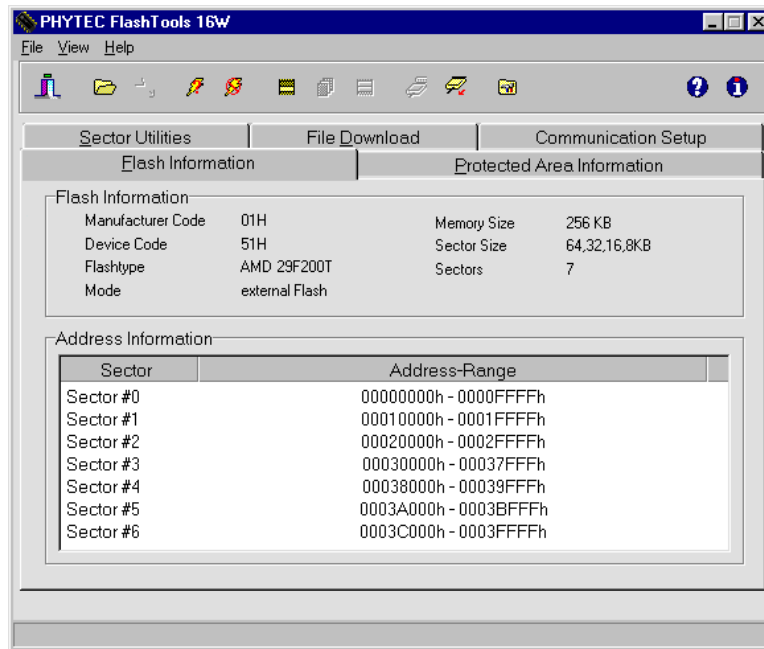 PHYTEC FlashTools 16W
File View Help
Sector Utilities File Download Communication Setup
Flash Information Protected Area Information
Flash Information
Manufacturer Code 01H Memory Size 256 KB
Device Code 51H Sector Size 64,32,16,8KB
Flashtype AMD 29F200T Sectors 7
Mode external Flash
Address Information
Sector Address-Range
Sector #0 00000000h - 0000FFFFh
Sector #1 00010000h - 0001FFFFh
Sector #2 00020000h - 0002FFFFh
Sector #3 00030000h - 00037FFFh
Sector #4 00038000h - 00039FFFh
Sector #5 0003A000h - 0003BFFFh
Sector #6 0003C000h - 0003FFFFh